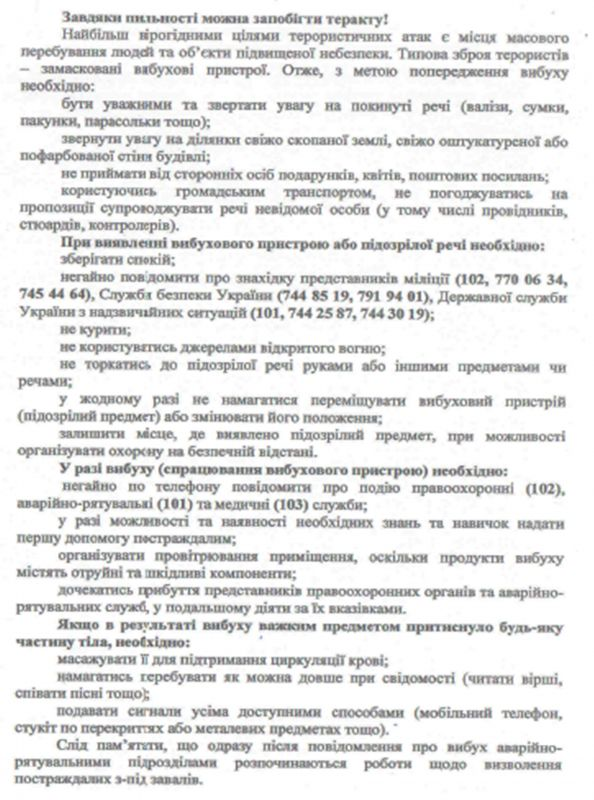 Завдяки пильності можна запобігти теракту!
Найбільш вірогідними цілями терористичних атак є місця масового
перебування людей та об'єкти підвищеної небезпеки. Типова зброя терористів
– замасковані вибухові пристрої. Отже, з метою попередження вибуху
необхідно:
бути уважними та звертати увагу на покинуті речі (валізи, сумки,
пакунки, парасольки тощо);
звернути увагу на ділянки свіжо скопаної землі, свіжо оштукатуреної або
пофарбованої стіни будівлі;
не приймати від сторонніх осіб подарунків, квітів, поштових посилань;
користуючись громадським транспортом, не погоджуватись на
пропозиції супроводжувати речі невідомої особи (у тому числі провідників,
стюардів, контролерів).
При виявленні вибухового пристрою або підозрілої речі необхідно:
зберігати спокій;
негайно повідомити про знахідку представників міліції (102, 770 06 34,
745 44 64), Служби безпеки України (744 85 19, 791 94 01), Державної служби
України з надзвичайних ситуацій (101, 744 25 87, 744 30 19);
не курити;
не користуватись джерелами відкритого вогню;
не торкатись до підозрілої речі руками або іншими предметами чи
речами;
у жодному разі не намагатися переміщувати вибуховий пристрій
(підозрілий предмет) або змінювати його положення;
залишити місце, де виявлено підозрілий предмет, при можливості
організувати охорону на безпечній відстані.
У разі вибуху (спрацювання вибухового пристрою) необхідно:
негайно по телефону повідомити про подію правоохоронні (102),
аварійно-рятувальні (101) та медичні (103) служби;
у разі можливості та наявності необхідних знань та навичок надати
першу допомогу постраждалим;
організувати провітрювання приміщення, оскільки продукти вибуху
містять отруйні та шкідливі компоненти;
дочекатись прибуття представників правоохоронних органів та аварійно-
рятувальних служб, у подальшому діяти за їх вказівками.
Якщо в результаті вибуху важким предметом притиснуло будь-яку
частину тіла, необхідно:
масажувати її для підтримання циркуляції крові;
намагатись перебувати як можна довше при свідомості (читати вірші,
співати пісні тощо);
подавати сигнали усіма доступними способами (мобільний телефон,
стукіт по перекриттях або металевих предметах тощо).
Слід пам'ятати, що одразу після повідомлення про вибух аварійно-
рятувальними підрозділами розпочинаються роботи щодо визволення
постраждалих з-під завалів.